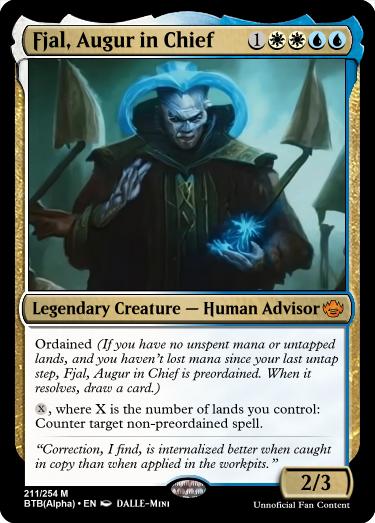 Fjal, Augur in Chief 1
Legendary Creature — Human Advisor
Ordained (If you have no unspent mana or untapped
lands, and you haven't lost mana since your last untap
step, Fjal, Augur in Chief is preordained. When it
resolves, draw a card.)
X, where X is the number of lands you control:
Counter target non-preordained spell.
"Correction, I find, is internalized better when caught
in copy than when applied in the workpits."
2/3
211/254 M
BTB(Alpha) • EN DALLE-MINI
Unnoficial Fan Content